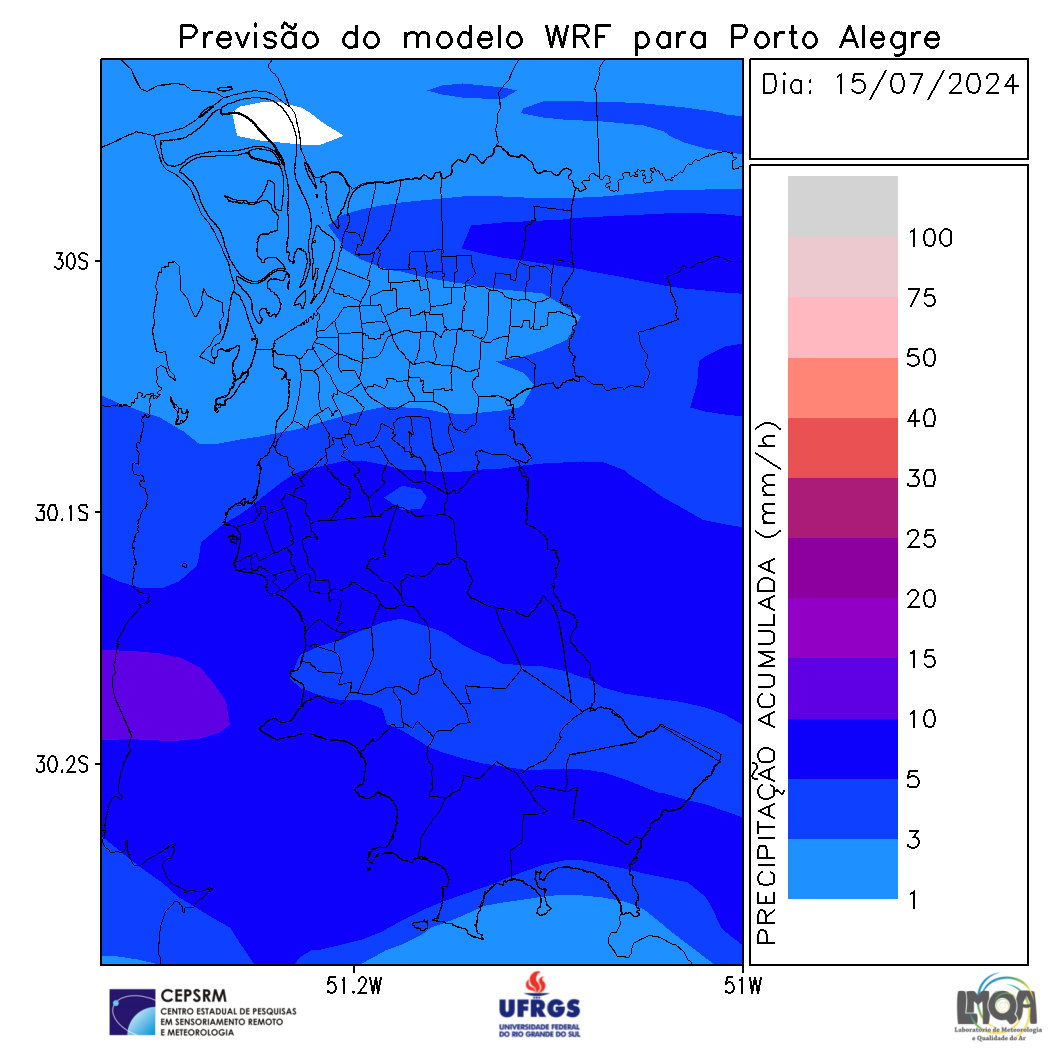 Previsão do modelo WRF para Porto Alegre
Dia: 15/07/2024
30S
30.1S
30.2S
51.2W
51W
PRECIPITAÇÃO ACUMULADA (mm/h)
100
75
50
40
30
25
20
15
10
5
3
1
CEPSRM
CENTRO ESTADUAL DE PESQUISAS
EM SENSORIAMENTO REMOTO
E METEOROLOGIA
UFRGS
UNIVERSIDADE FEDERAL
DO RIO GRANDE DO SUL
LMQA
Laboratório de Meteorologia
e Qualidade do Ar